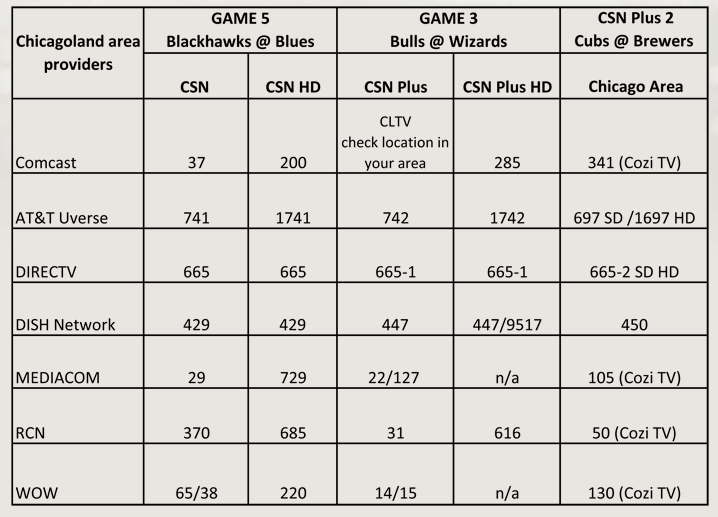 Chicagoland area providers | GAME 5 Blackhawks @ Blues | GAME 3 Bulls @ Wizards | CSN Plus 2 Cubs @ Brewers
CSN | CSN HD | CSN Plus | CSN Plus HD | Chicago Area
Comcast | 37 | 200 | CLTV check location in your area | 285 | 341 (Cozi TV)
AT&T Uverse | 741 | 1741 | 742 | 1742 | 697 SD /1697 HD
DIRECTV | 665 | 665 | 665-1 | 665-1 | 665-2 SD HD
DISH Network | 429 | 429 | 447 | 447/9517 | 450
MEDIACOM | 29 | 729 | 22/127 | n/a | 105 (Cozi TV)
RCN | 370 | 685 | 31 | 616 | 50 (Cozi TV)
WOW | 65/38 | 220 | 14/15 | n/a | 130 (Cozi TV)